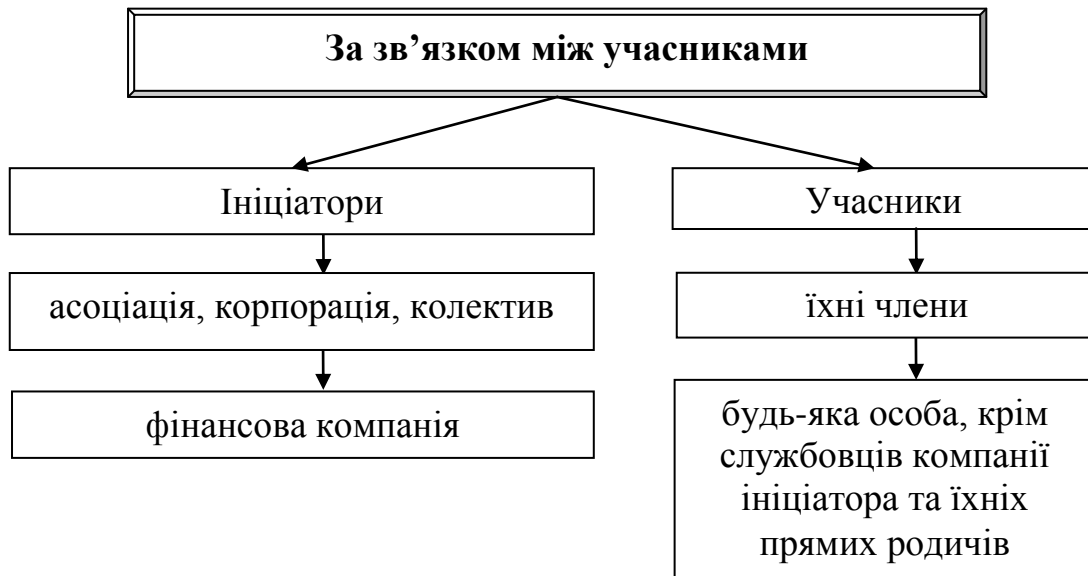 За зв’язком між учасниками
Ініціатори
Учасники
асоціація, корпорація, колектив
їхні члени
фінансова компанія
будь-яка особа, крім
службовців компанії
ініціатора та їхніх
прямих родичів